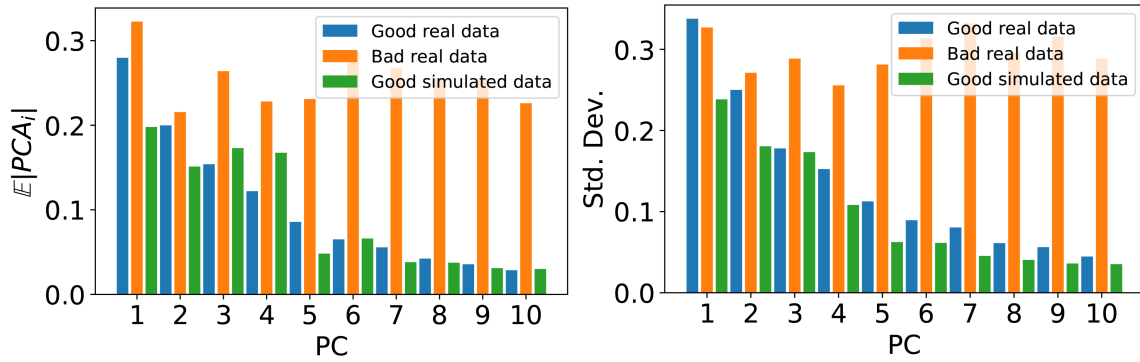 Good real data
Bad real data
Good simulated data
𝔼|PCA_i|
0.3
0.2
0.1
0.0
1 2 3 4 5 6 7 8 9 10
PC
Good real data
Bad real data
Good simulated data
Std. Dev.
0.3
0.2
0.1
0.0
1 2 3 4 5 6 7 8 9 10
PC